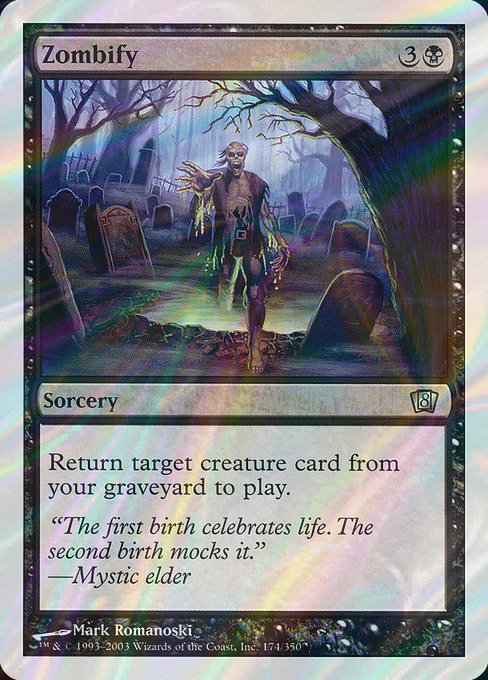 Zombify 3
Sorcery 8
Return target creature card from
your graveyard to play.
“The first birth celebrates life. The
second birth mocks it.”
—Mystic elder
Mark Romanoski
™ & © 1993–2003 Wizards of the Coast, Inc. 174/350